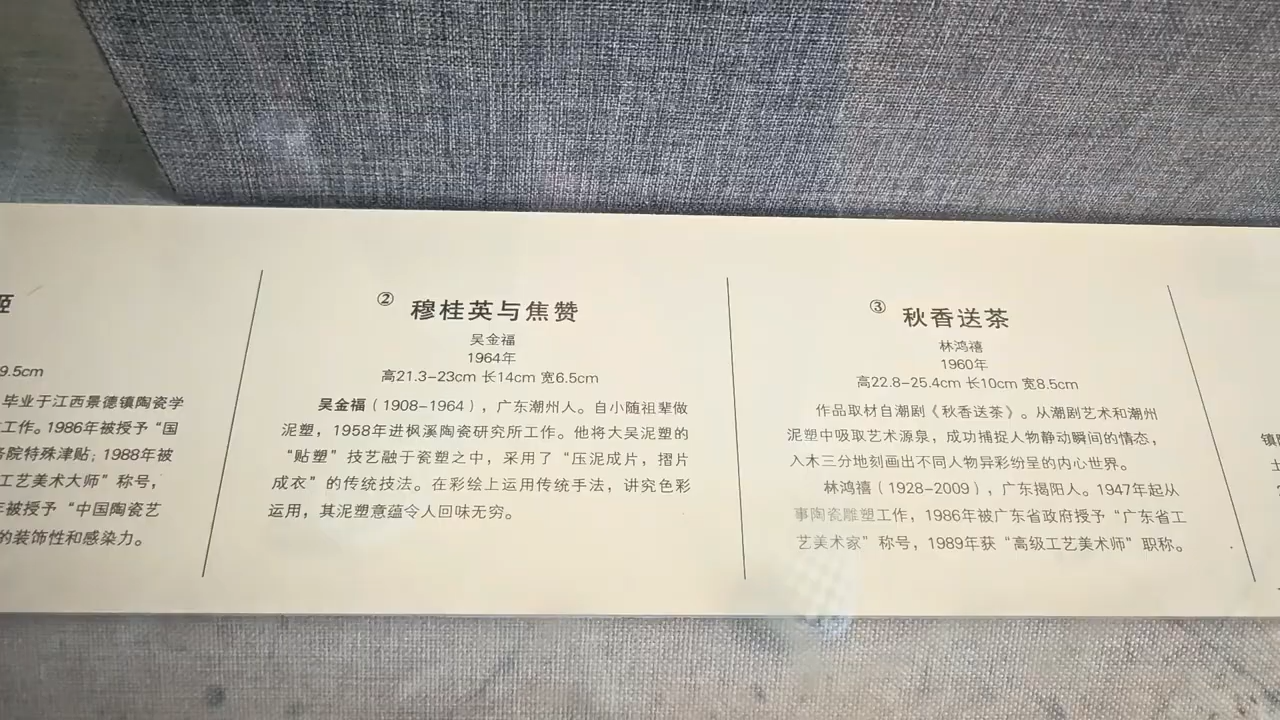 姬
9.5cm
毕业于江西景德镇陶瓷学
工作。1986年被授予“国
务院特殊津贴；1988年被
工艺美术大师”称号，
年被授予“中国陶瓷艺
的装饰性和感染力。
② 穆桂英与焦赞
吴金福
1964年
高21.3-23cm 长14cm 宽6.5cm
吴金福（1908-1964），广东潮州人。自小随祖辈做
泥塑，1958年进枫溪陶瓷研究所工作。他将大吴泥塑的
“贴塑”技艺融于瓷塑之中，采用了“压泥成片，摺片
成衣”的传统技法。在彩绘上运用传统手法，讲究色彩
运用，其泥塑意蕴令人回味无穷。
③ 秋香送茶
林鸿禧
1960年
高22.8-25.4cm 长10cm 宽8.5cm
作品取材自潮剧《秋香送茶》。从潮剧艺术和潮州
泥塑中吸取艺术源泉，成功捕捉人物静动瞬间的情态，
入木三分地刻画出不同人物异彩纷呈的内心世界。
林鸿禧（1928-2009），广东揭阳人。1947年起从
事陶瓷雕塑工作，1986年被广东省政府授予“广东省工
艺美术家”称号，1989年获“高级工艺美术师”职称。
镇